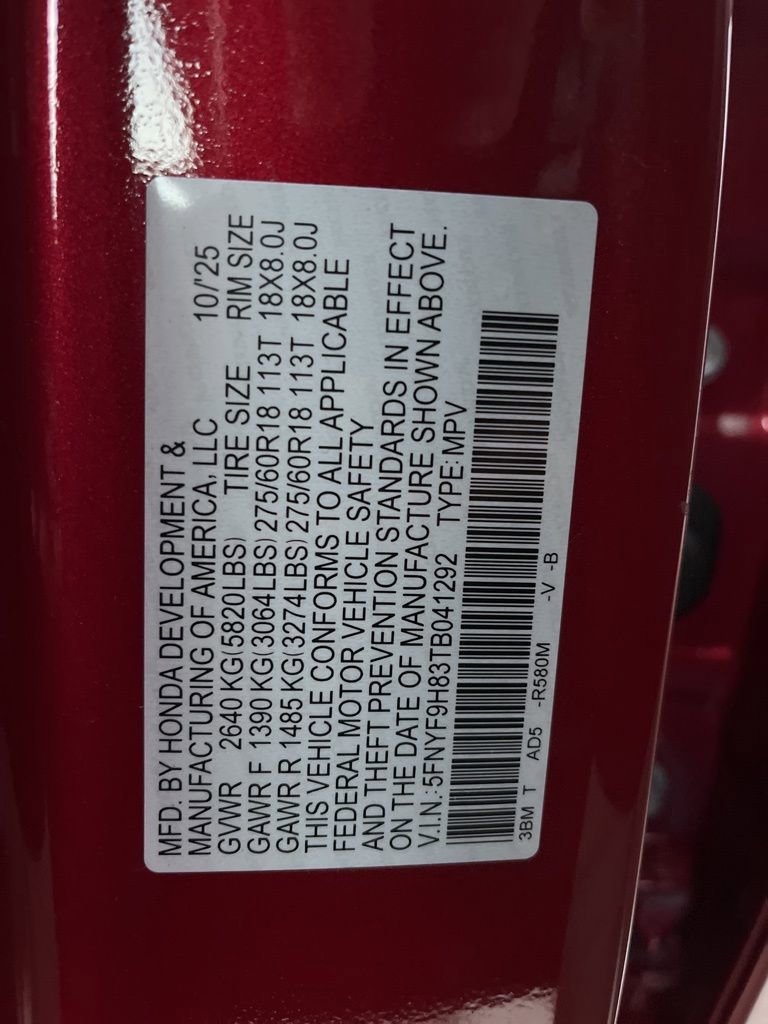 MFD. BY HONDA DEVELOPMENT &
MANUFACTURING OF AMERICA, LLC 10/'25
GVWR 2640 KG(5820LBS) TIRE SIZE RIM SIZE
GAWR F 1390 KG(3064LBS) 275/60R18 113T 18X8.0J
GAWR R 1485 KG(3274LBS) 275/60R18 113T 18X8.0J
THIS VEHICLE CONFORMS TO ALL APPLICABLE
FEDERAL MOTOR VEHICLE SAFETY
AND THEFT PREVENTION STANDARDS IN EFFECT
ON THE DATE OF MANUFACTURE SHOWN ABOVE.
V.I.N.:5FNYF9H83TB041292 TYPE:MPV
3BM T AD5 -R580M -V -B